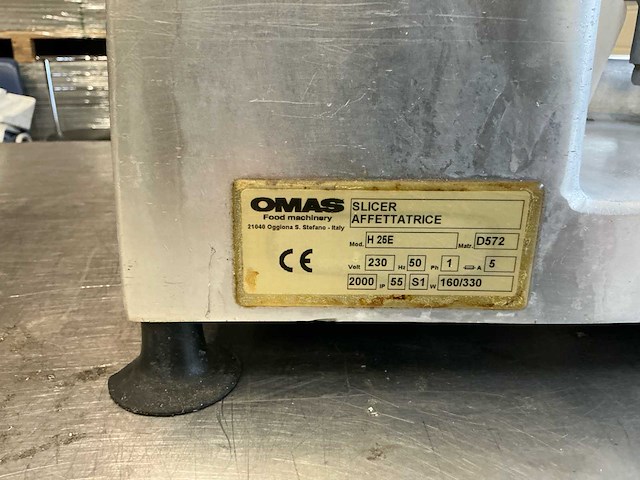 OMAS
Food machinery
21040 Oggiona S. Stefano - Italy
SLICER
AFFETTATRICE
Mod. H 25E Matr. D572
Volt 230 Hz 50 Ph 1 A 5
2000 IP 55 S1 W 160/330
CE